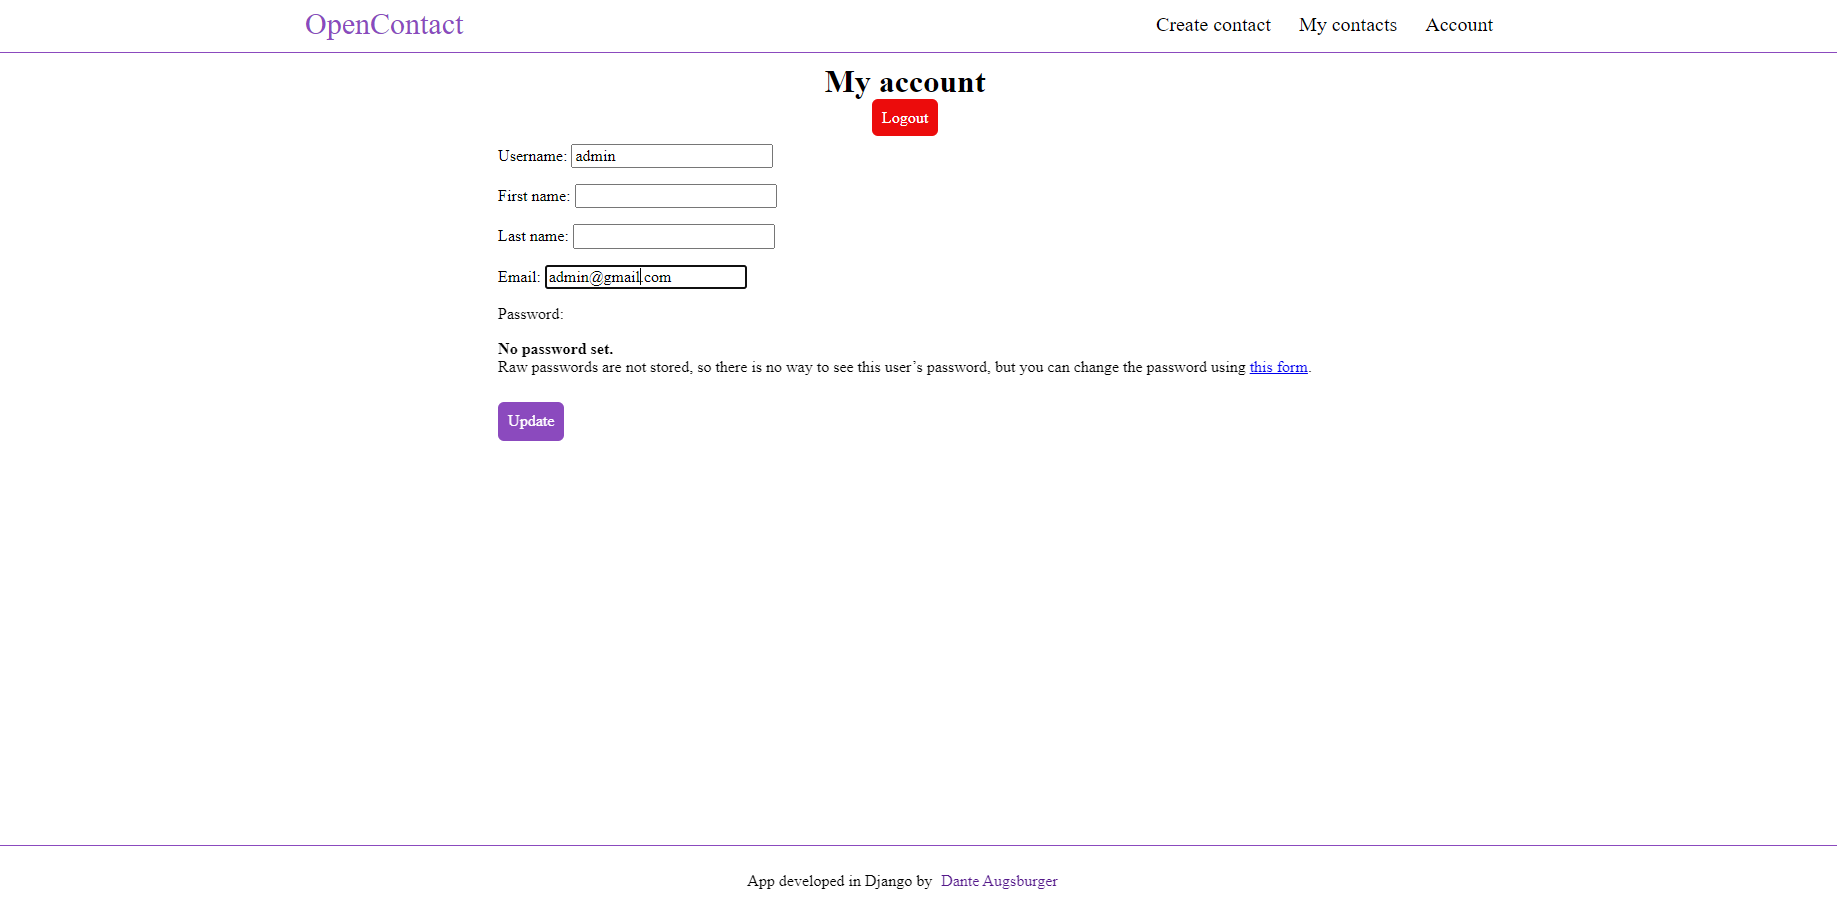 OpenContact Create contact My contacts Account
My account
Logout
Username: admin
First name:
Last name:
Email: admin@gmail.com
Password:
No password set.
Raw passwords are not stored, so there is no way to see this user’s password, but you can change the password using this form.
Update
App developed in Django by Dante Augsburger